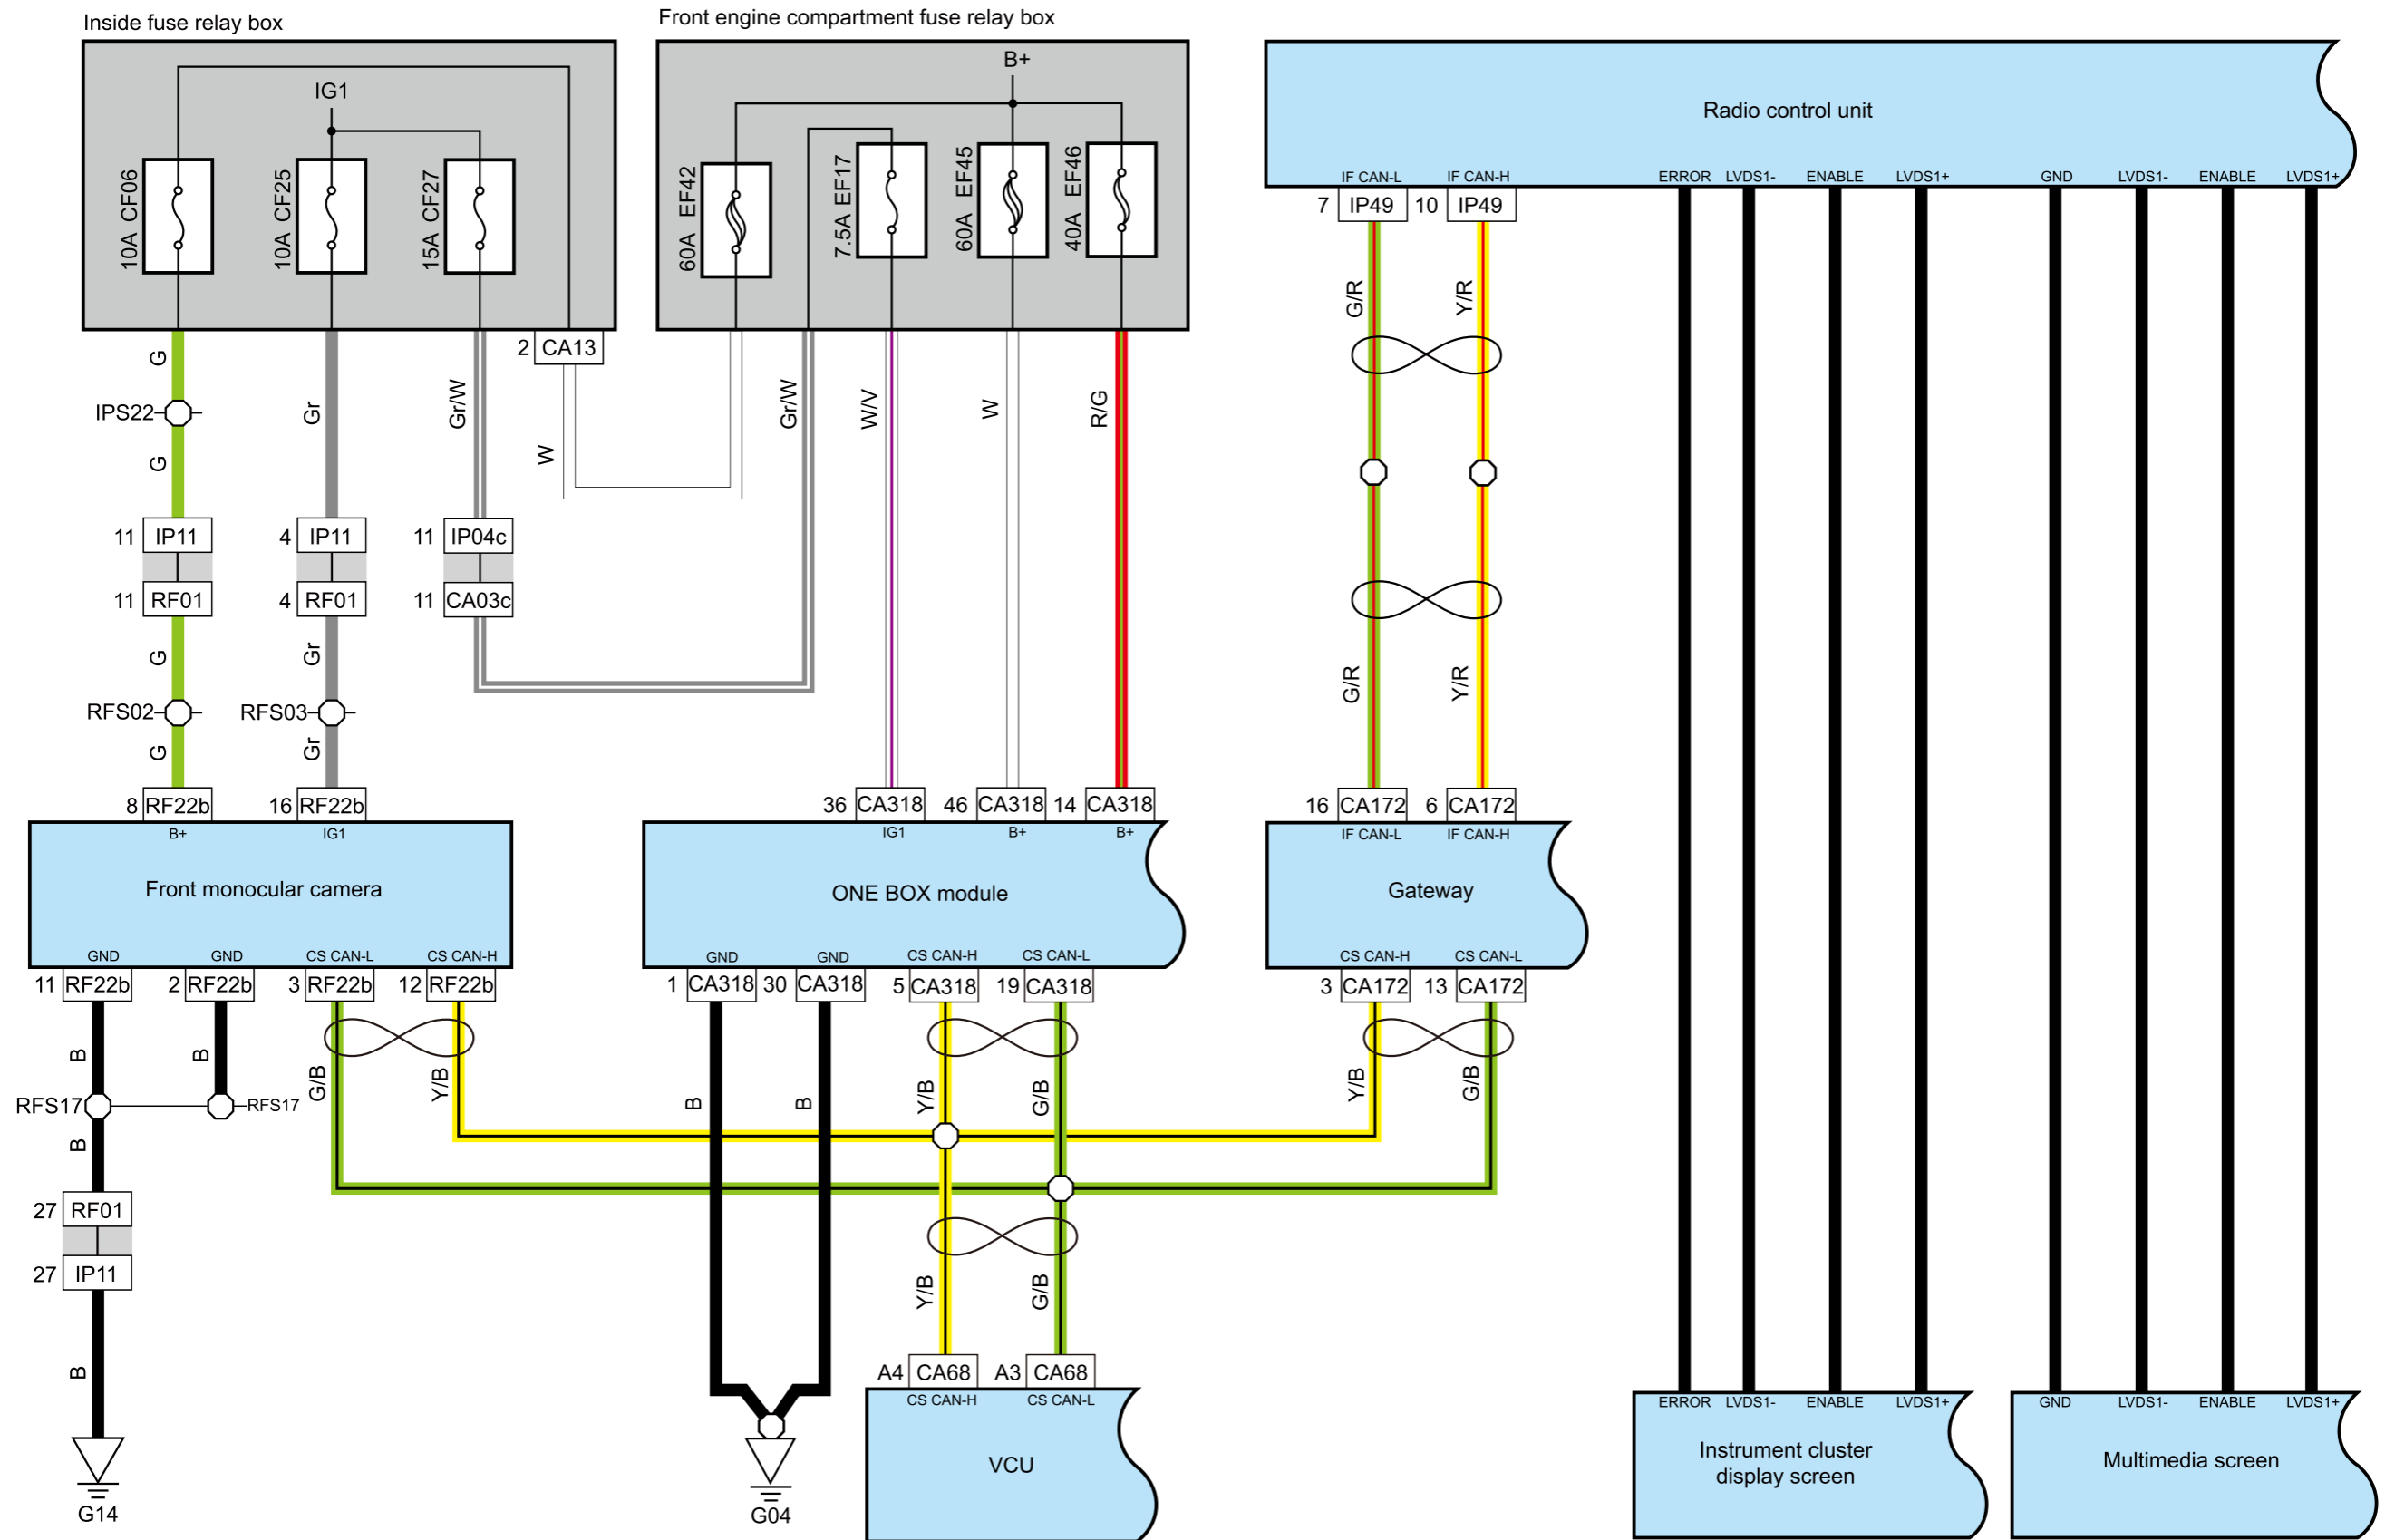 Inside fuse relay box
Front engine compartment fuse relay box
IG1
B+
10A CF06
10A CF25
15A CF27
60A EF42
7.5A EF17
60A EF45
40A EF46
Radio control unit
IF CAN-L
IF CAN-H
ERROR
LVDS1-
ENABLE
LVDS1+
GND
LVDS1-
ENABLE
LVDS1+
7 IP49
10 IP49
2 CA13
G
IPS22
G
Gr
Gr/W
W
Gr/W
W/V
W
R/G
G/R
Y/R
11 IP11
4 IP11
11 IP04c
11 RF01
4 RF01
11 CA03c
G
Gr
RFS02
RFS03
G
Gr
G/R
Y/R
8 RF22b
16 RF22b
36 CA318
46 CA318
14 CA318
16 CA172
6 CA172
B+
IG1
IG1
B+
B+
IF CAN-L
IF CAN-H
Front monocular camera
ONE BOX module
Gateway
GND
GND
CS CAN-L
CS CAN-H
GND
GND
CS CAN-H
CS CAN-L
CS CAN-H
CS CAN-L
11 RF22b
2 RF22b
3 RF22b
12 RF22b
1 CA318
30 CA318
5 CA318
19 CA318
3 CA172
13 CA172
B
B
G/B
Y/B
B
B
Y/B
G/B
Y/B
G/B
RFS17
RFS17
B
27 RF01
27 IP11
B
Y/B
G/B
A4 CA68
A3 CA68
CS CAN-H
CS CAN-L
VCU
G14
G04
ERROR
LVDS1-
ENABLE
LVDS1+
GND
LVDS1-
ENABLE
LVDS1+
Instrument cluster
display screen
Multimedia screen